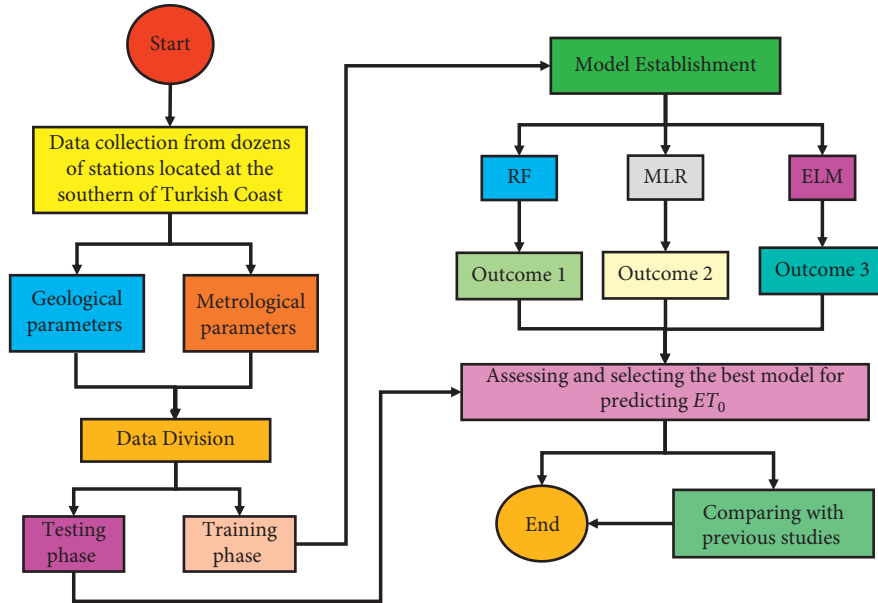 Start
Data collection from dozens
of stations located at the
southern of Turkish Coast
Geological
parameters
Metrological
parameters
Data Division
Testing
phase
Training
phase
Model Establishment
RF
MLR
ELM
Outcome 1
Outcome 2
Outcome 3
Assessing and selecting the best model for
predicting ET₀
End
Comparing with
previous studies